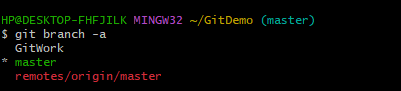 HP@DESKTOP-FHFJILK MINGW32 ~/GitDemo (master)
$ git branch -a
  GitWork
* master
  remotes/origin/master